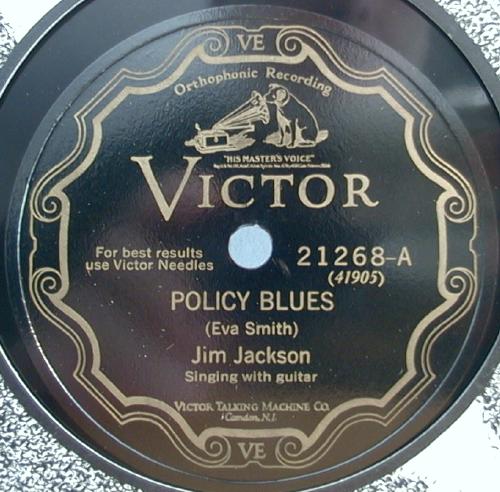 VE
Orthophonic Recording
"HIS MASTER'S VOICE"
VICTOR
For best results
use Victor Needles
21268-A
(41905)
POLICY BLUES
(Eva Smith)
Jim Jackson
Singing with guitar
VICTOR TALKING MACHINE CO.
Camden, N.J.
VE